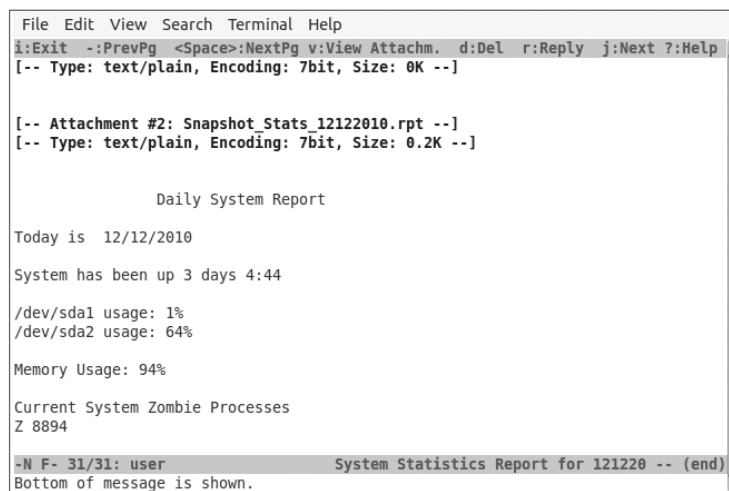 File Edit View Search Terminal Help
i:Exit -:PrevPg <Space>:NextPg v:View Attachm. d:Del r:Reply j:Next ?:Help
[-- Type: text/plain, Encoding: 7bit, Size: 0K --]
[-- Attachment #2: Snapshot_Stats_12122010.rpt --]
[-- Type: text/plain, Encoding: 7bit, Size: 0.2K --]
Daily System Report
Today is 12/12/2010
System has been up 3 days 4:44
/dev/sda1 usage: 1%
/dev/sda2 usage: 64%
Memory Usage: 94%
Current System Zombie Processes
Z 8894
-N F- 31/31: user System Statistics Report for 121220 -- (end)
Bottom of message is shown.